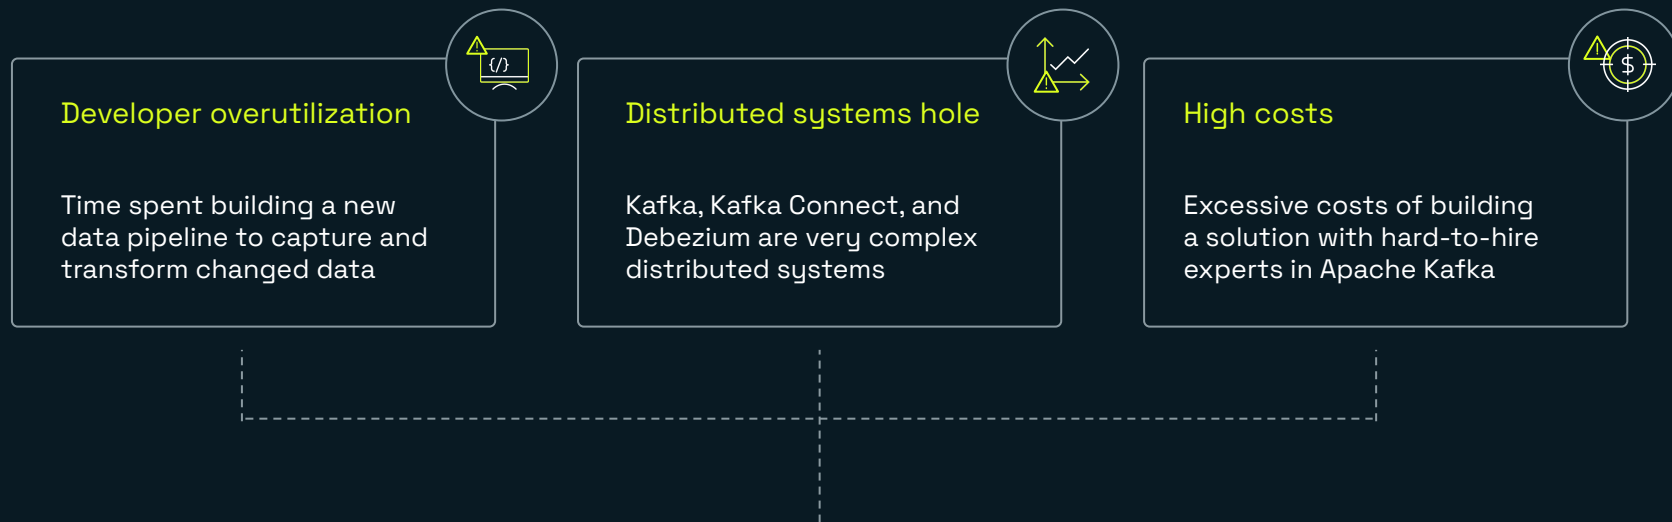 {/}
Developer overutilization
Time spent building a new
data pipeline to capture and
transform changed data
Distributed systems hole
Kafka, Kafka Connect, and
Debezium are very complex
distributed systems
$
High costs
Excessive costs of building
a solution with hard-to-hire
experts in Apache Kafka